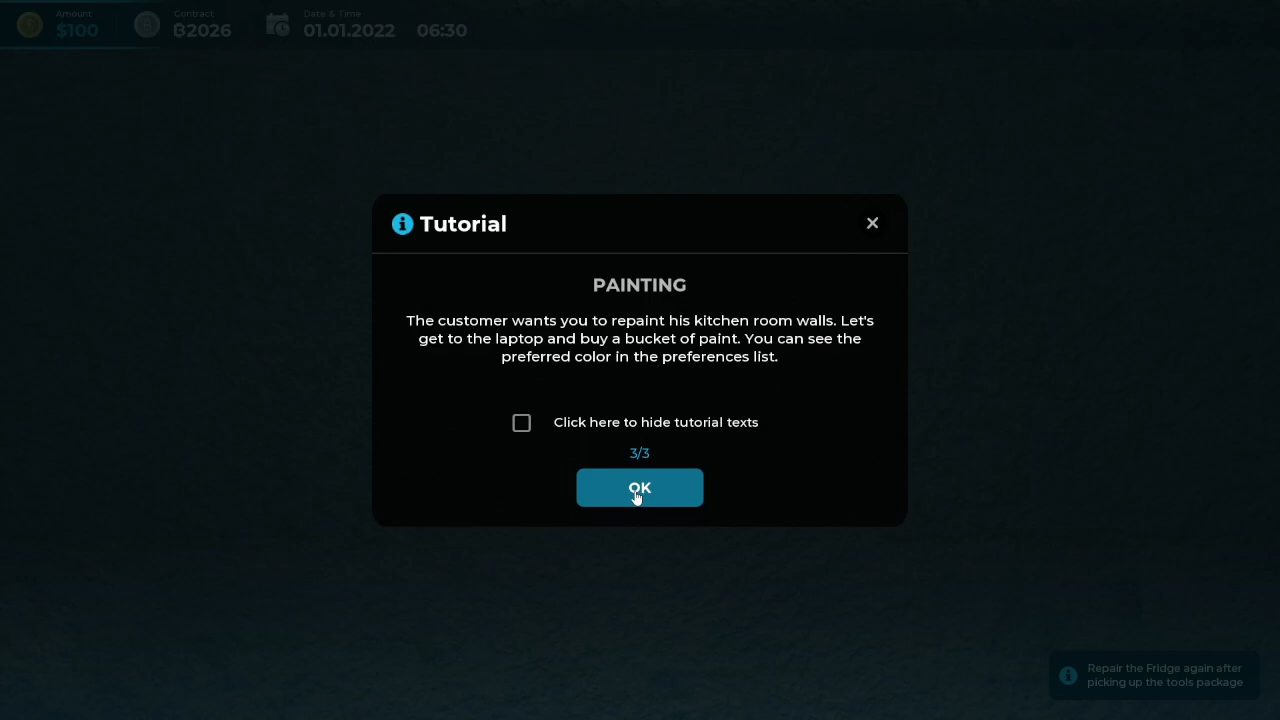 Amount
$100
Contract
B2026
Date & Time
01.01.2022 06:30
Tutorial
PAINTING
The customer wants you to repaint his kitchen room walls. Let's
get to the laptop and buy a bucket of paint. You can see the
preferred color in the preferences list.
Click here to hide tutorial texts
3/3
OK
Repair the Fridge again after
picking up the tools package